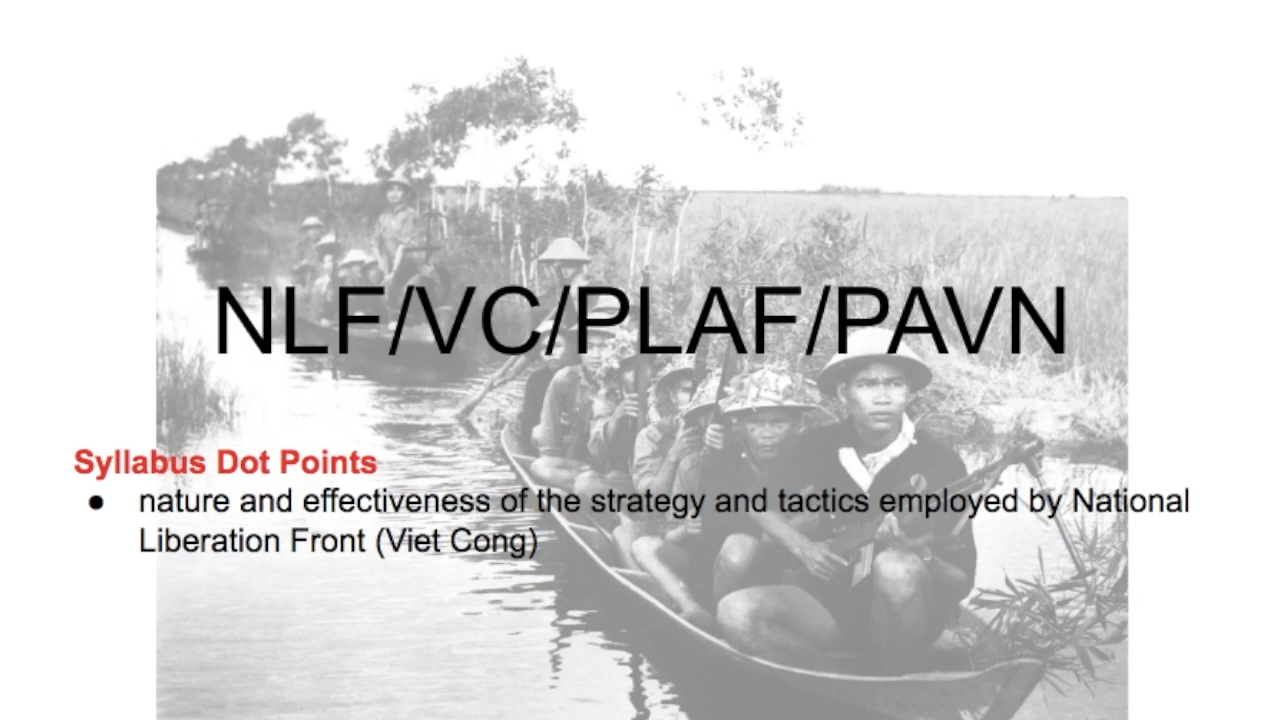 NLF/VC/PLAF/PAVN
Syllabus Dot Points
● nature and effectiveness of the strategy and tactics employed by National
Liberation Front (Viet Cong)